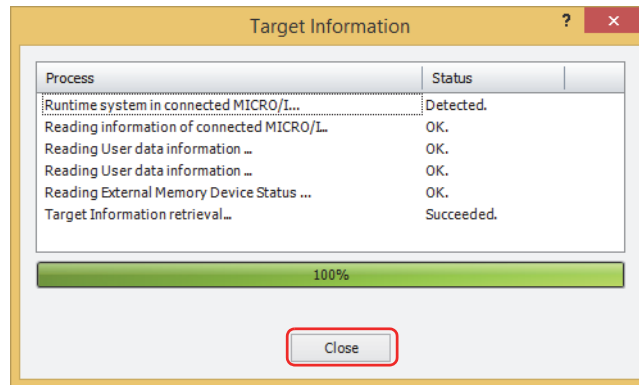 Target Information
? ×
Process Status
Runtime system in connected MICRO/I... Detected.
Reading information of connected MICRO/I... OK.
Reading User data information ... OK.
Reading User data information ... OK.
Reading External Memory Device Status ... OK.
Target Information retrieval... Succeeded.
100%
Close